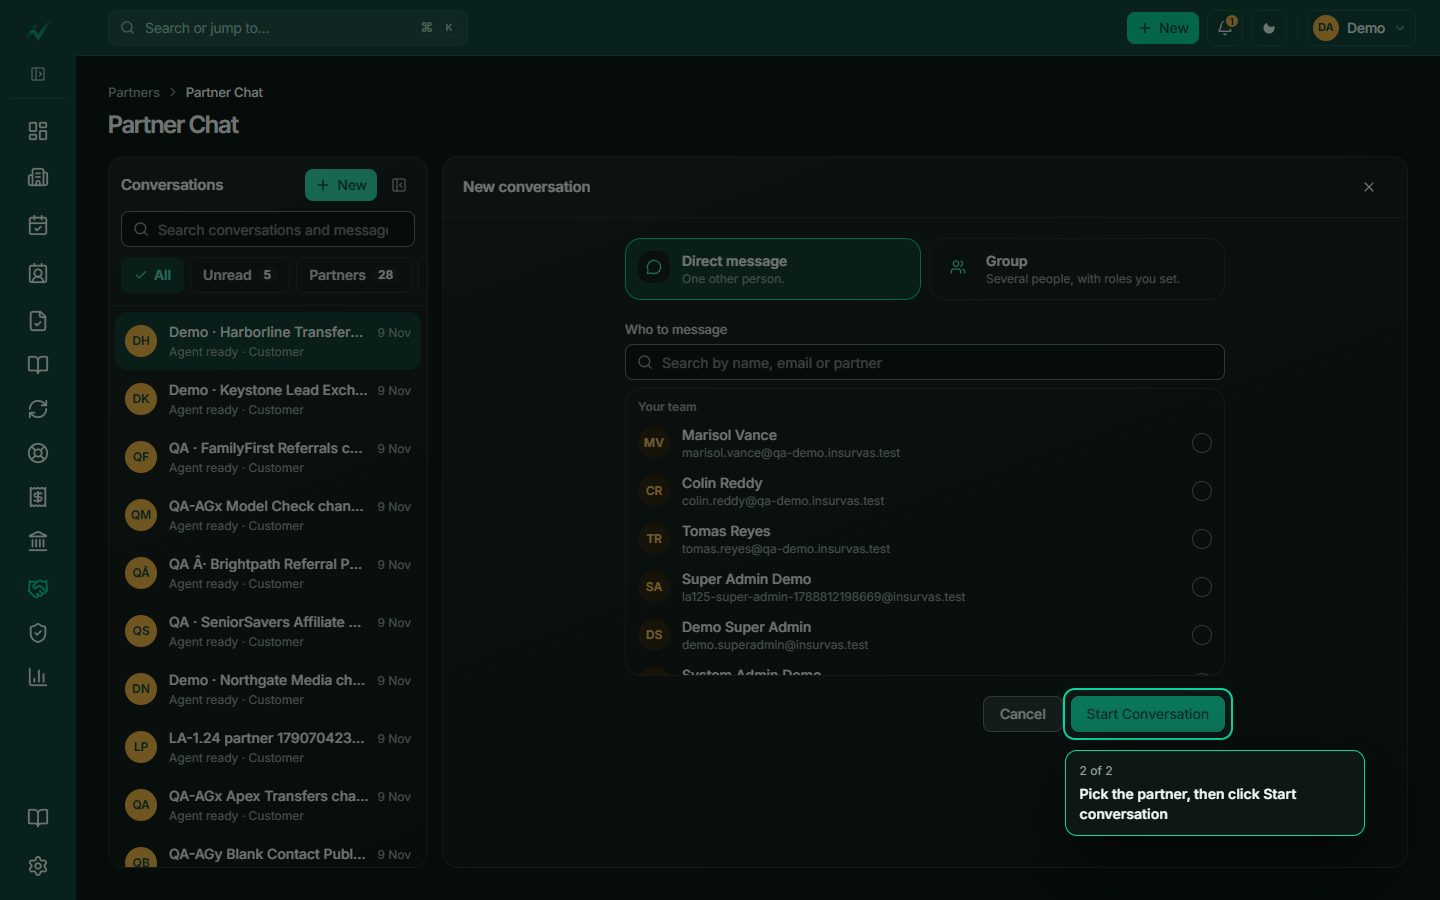 Search or jump to...
⌘ K
New
1
DA
Demo
Partners > Partner Chat
Partner Chat
Conversations
New
Search conversations and messag
All
Unread 5
Partners 28
DH
Demo · Harborline Transfer...
9 Nov
Agent ready · Customer
DK
Demo · Keystone Lead Exch...
9 Nov
Agent ready · Customer
QF
QA · FamilyFirst Referrals c...
9 Nov
Agent ready · Customer
QM
QA-AGx Model Check chan...
9 Nov
Agent ready · Customer
QÂ
QA Â· Brightpath Referral P...
9 Nov
Agent ready · Customer
QS
QA · SeniorSavers Affiliate ...
9 Nov
Agent ready · Customer
DN
Demo · Northgate Media ch...
9 Nov
Agent ready · Customer
LP
LA-1.24 partner 179070423...
9 Nov
Agent ready · Customer
QA
QA-AGx Apex Transfers cha...
9 Nov
Agent ready · Customer
QB
QA-AGy Blank Contact Publ...
9 Nov
New conversation
Direct message
One other person.
Group
Several people, with roles you set.
Who to message
Search by name, email or partner
Your team
MV
Marisol Vance
marisol.vance@qa-demo.insurvas.test
CR
Colin Reddy
colin.reddy@qa-demo.insurvas.test
TR
Tomas Reyes
tomas.reyes@qa-demo.insurvas.test
SA
Super Admin Demo
la125-super-admin-1788812198669@insurvas.test
DS
Demo Super Admin
demo.superadmin@insurvas.test
System Admin Demo
Cancel
Start Conversation
2 of 2
Pick the partner, then click Start
conversation